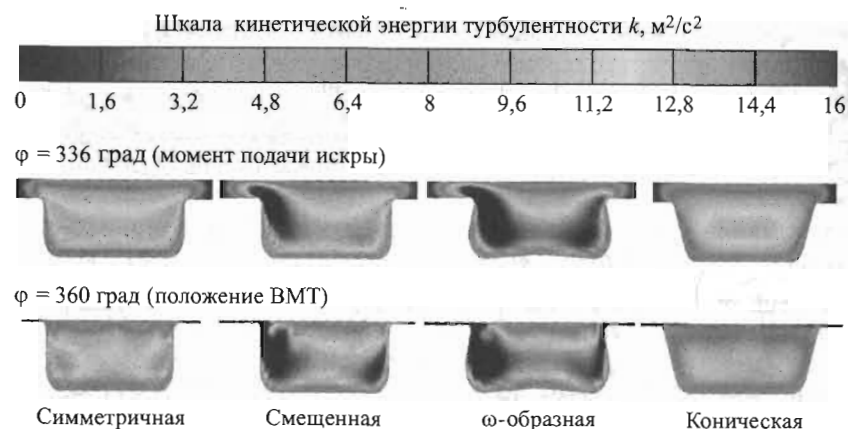 Шкала кинетической энергии турбулентности k, м²/с²
0 1,6 3,2 4,8 6,4 8 9,6 11,2 12,8 14,4 16
φ = 336 град (момент подачи искры)
φ = 360 град (положение ВМТ)
Симметричная Смещенная ω-образная Коническая